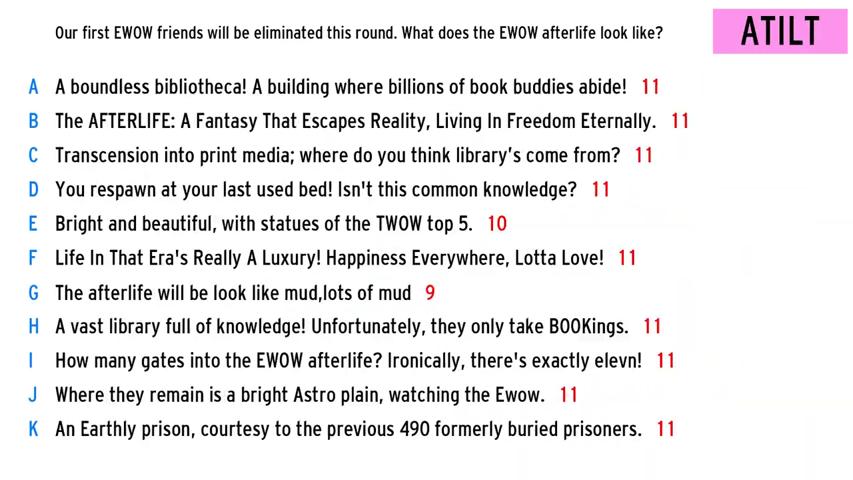 Our first EWOW friends will be eliminated this round. What does the EWOW afterlife look like?
ATILT
A A boundless bibliotheca! A building where billions of book buddies abide! 11
B The AFTERLIFE: A Fantasy That Escapes Reality, Living In Freedom Eternally. 11
C Transcension into print media; where do you think library's come from? 11
D You respawn at your last used bed! Isn't this common knowledge? 11
E Bright and beautiful, with statues of the TWOW top 5. 10
F Life In That Era's Really A Luxury! Happiness Everywhere, Lotta Love! 11
G The afterlife will be look like mud,lots of mud 9
H A vast library full of knowledge! Unfortunately, they only take BOOKings. 11
I How many gates into the EWOW afterlife? Ironically, there's exactly elevn! 11
J Where they remain is a bright Astro plain, watching the Ewow. 11
K An Earthly prison, courtesy to the previous 490 formerly buried prisoners. 11